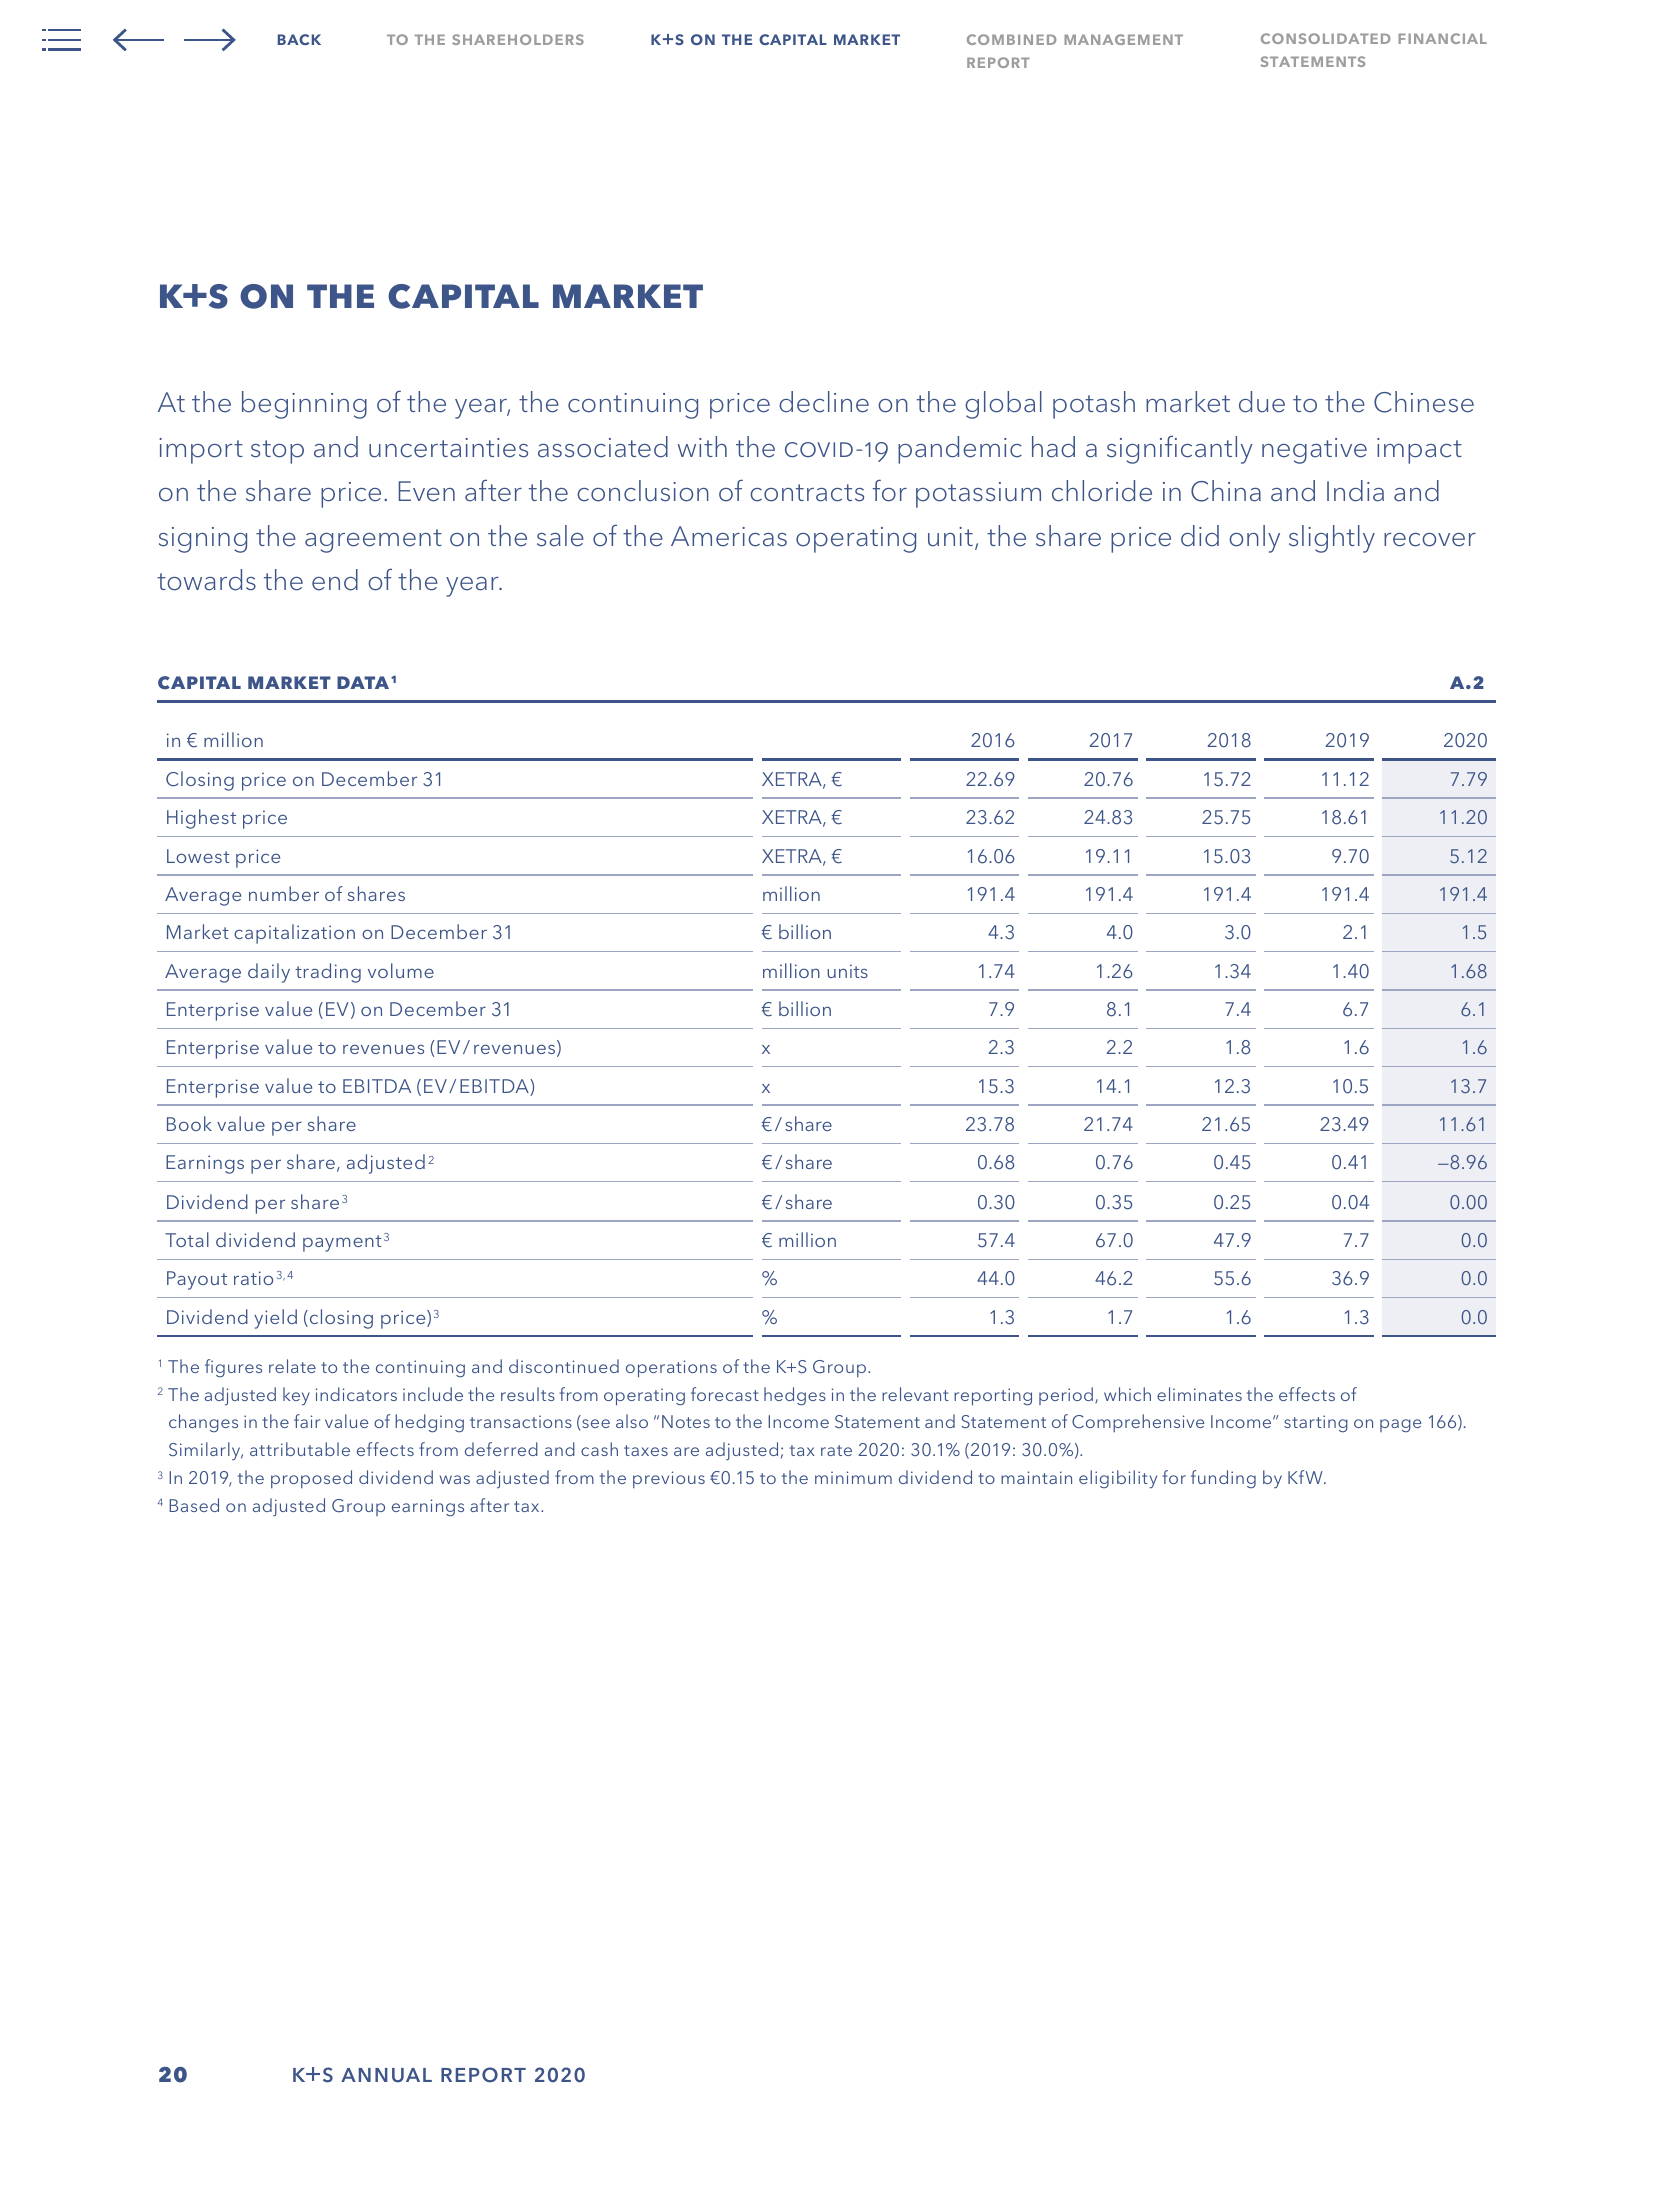 BACK TO THE SHAREHOLDERS K+S ON THE CAPITAL MARKET COMBINED MANAGEMENT REPORT CONSOLIDATED FINANCIAL STATEMENTS
K+S ON THE CAPITAL MARKET
At the beginning of the year, the continuing price decline on the global potash market due to the Chinese
import stop and uncertainties associated with the COVID-19 pandemic had a significantly negative impact
on the share price. Even after the conclusion of contracts for potassium chloride in China and India and
signing the agreement on the sale of the Americas operating unit, the share price did only slightly recover
towards the end of the year.
CAPITAL MARKET DATA¹ A.2
in € million 2016 2017 2018 2019 2020
Closing price on December 31 XETRA, € 22.69 20.76 15.72 11.12 7.79
Highest price XETRA, € 23.62 24.83 25.75 18.61 11.20
Lowest price XETRA, € 16.06 19.11 15.03 9.70 5.12
Average number of shares million 191.4 191.4 191.4 191.4 191.4
Market capitalization on December 31 € billion 4.3 4.0 3.0 2.1 1.5
Average daily trading volume million units 1.74 1.26 1.34 1.40 1.68
Enterprise value (EV) on December 31 € billion 7.9 8.1 7.4 6.7 6.1
Enterprise value to revenues (EV/revenues) x 2.3 2.2 1.8 1.6 1.6
Enterprise value to EBITDA (EV/EBITDA) x 15.3 14.1 12.3 10.5 13.7
Book value per share €/share 23.78 21.74 21.65 23.49 11.61
Earnings per share, adjusted² €/share 0.68 0.76 0.45 0.41 –8.96
Dividend per share³ €/share 0.30 0.35 0.25 0.04 0.00
Total dividend payment³ € million 57.4 67.0 47.9 7.7 0.0
Payout ratio³,⁴ % 44.0 46.2 55.6 36.9 0.0
Dividend yield (closing price)³ % 1.3 1.7 1.6 1.3 0.0
¹ The figures relate to the continuing and discontinued operations of the K+S Group.
² The adjusted key indicators include the results from operating forecast hedges in the relevant reporting period, which eliminates the effects of
changes in the fair value of hedging transactions (see also “Notes to the Income Statement and Statement of Comprehensive Income” starting on page 166).
Similarly, attributable effects from deferred and cash taxes are adjusted; tax rate 2020: 30.1% (2019: 30.0%).
³ In 2019, the proposed dividend was adjusted from the previous €0.15 to the minimum dividend to maintain eligibility for funding by KfW.
⁴ Based on adjusted Group earnings after tax.
20 K+S ANNUAL REPORT 2020